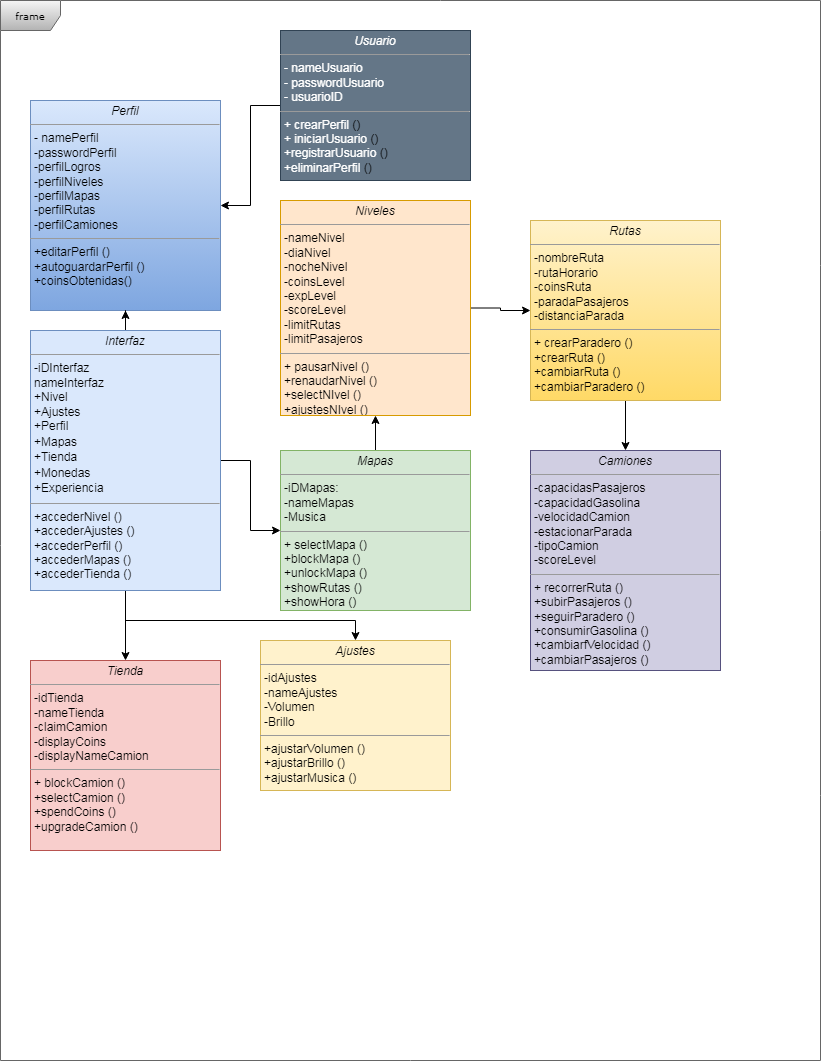 frame
Usuario
- nameUsuario
- passwordUsuario
- usuarioID
+ crearPerfil ()
+ iniciarUsuario ()
+registrarUsuario ()
+eliminarPerfil ()
Perfil
- namePerfil
-passwordPerfil
-perfilLogros
-perfilNiveles
-perfilMapas
-perfilRutas
-perfilCamiones
+editarPerfil ()
+autoguardarPerfil ()
+coinsObtenidas()
Niveles
-nameNivel
-diaNivel
-nocheNivel
-coinsLevel
-expLevel
-scoreLevel
-limitRutas
-limitPasajeros
+ pausarNivel ()
+renaudarNivel ()
+selectNIvel ()
+ajustesNIvel ()
Rutas
-nombreRuta
-rutaHorario
-coinsRuta
-paradaPasajeros
-distanciaParada
+ crearParadero ()
+crearRuta ()
+cambiarRuta ()
+cambiarParadero ()
Interfaz
-iDInterfaz
nameInterfaz
+Nivel
+Ajustes
+Perfil
+Mapas
+Tienda
+Monedas
+Experiencia
+accederNivel ()
+accederAjustes ()
+accederPerfil ()
+accederMapas ()
+accederTienda ()
Mapas
-iDMapas:
-nameMapas
-Musica
+ selectMapa ()
+blockMapa ()
+unlockMapa ()
+showRutas ()
+showHora ()
Camiones
-capacidasPasajeros
-capacidadGasolina
-velocidadCamion
-estacionarParada
-tipoCamion
-scoreLevel
+ recorrerRuta ()
+subirPasajeros ()
+seguirParadero ()
+consumirGasolina ()
+cambiarfVelocidad ()
+cambiarPasajeros ()
Tienda
-idTienda
-nameTienda
-claimCamion
-displayCoins
-displayNameCamion
+ blockCamion ()
+selectCamion ()
+spendCoins ()
+upgradeCamion ()
Ajustes
-idAjustes
-nameAjustes
-Volumen
-Brillo
+ajustarVolumen ()
+ajustarBrillo ()
+ajustarMusica ()